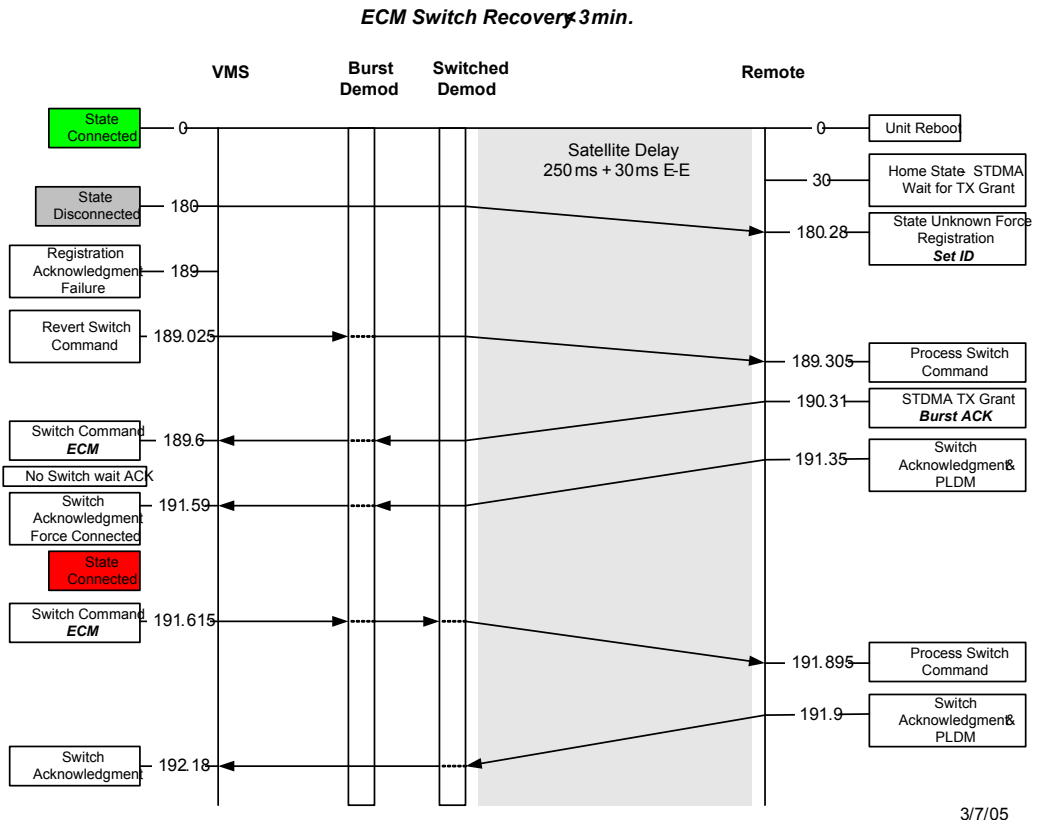 ECM Switch Recovery < 3 min.
VMS
Burst
Demod
Switched
Demod
Remote
State
Connected
0
0
Unit Reboot
Satellite Delay
250 ms + 30 ms E-E
30
Home State STDMA
Wait for TX Grant
State
Disconnected
180
180.28
State Unknown Force
Registration
Set ID
Registration
Acknowledgment
Failure
189
Revert Switch
Command
189.025
189.305
Process Switch
Command
190.31
STDMA TX Grant
Burst ACK
Switch Command
ECM
189.6
191.35
Switch
Acknowledgment &
PLDM
No Switch wait ACK
Switch
Acknowledgment
Force Connected
191.59
State
Connected
Switch Command
ECM
191.615
191.895
Process Switch
Command
191.9
Switch
Acknowledgment &
PLDM
Switch
Acknowledgment
192.18
3/7/05